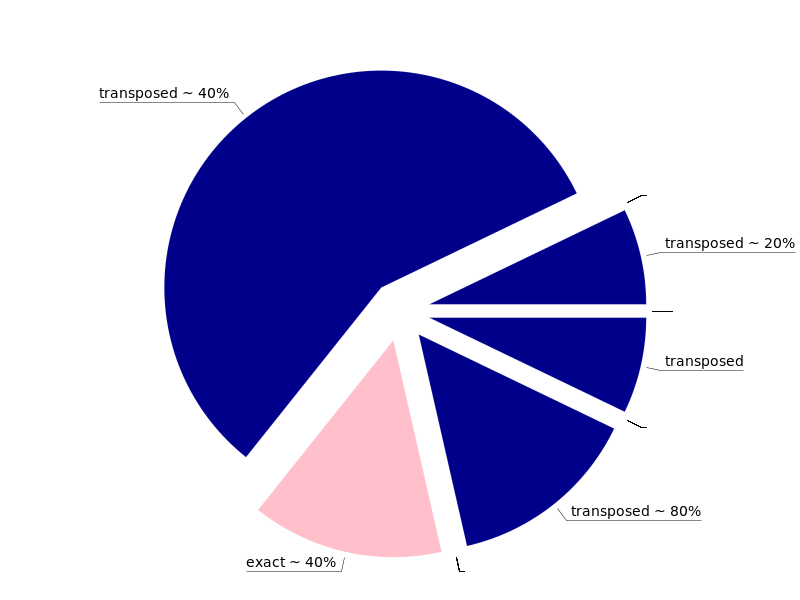 transposed ~ 40%
transposed ~ 20%
transposed
transposed ~ 80%
exact ~ 40%